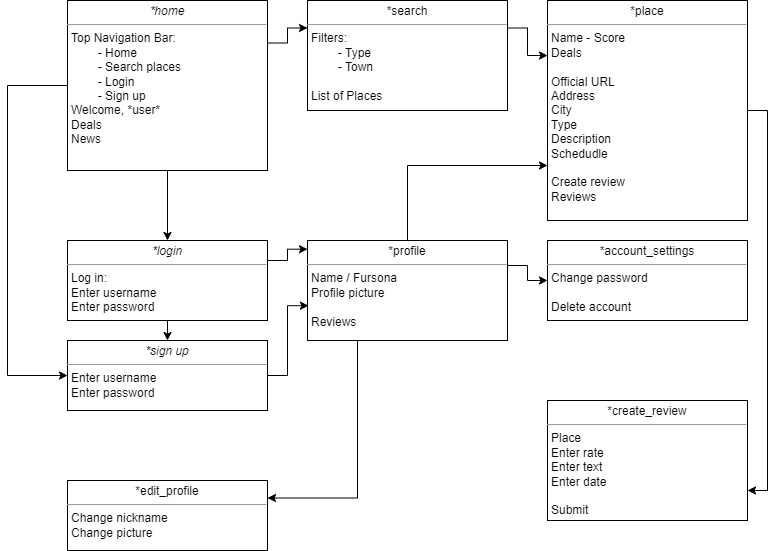 *home
Top Navigation Bar:
- Home
- Search places
- Login
- Sign up
Welcome, *user*
Deals
News
*search
Filters:
- Type
- Town
List of Places
*place
Name - Score
Deals
Official URL
Address
City
Type
Description
Schedudle
Create review
Reviews
*login
Log in:
Enter username
Enter password
*profile
Name / Fursona
Profile picture
Reviews
*account_settings
Change password
Delete account
*sign up
Enter username
Enter password
*create_review
Place
Enter rate
Enter text
Enter date
Submit
*edit_profile
Change nickname
Change picture